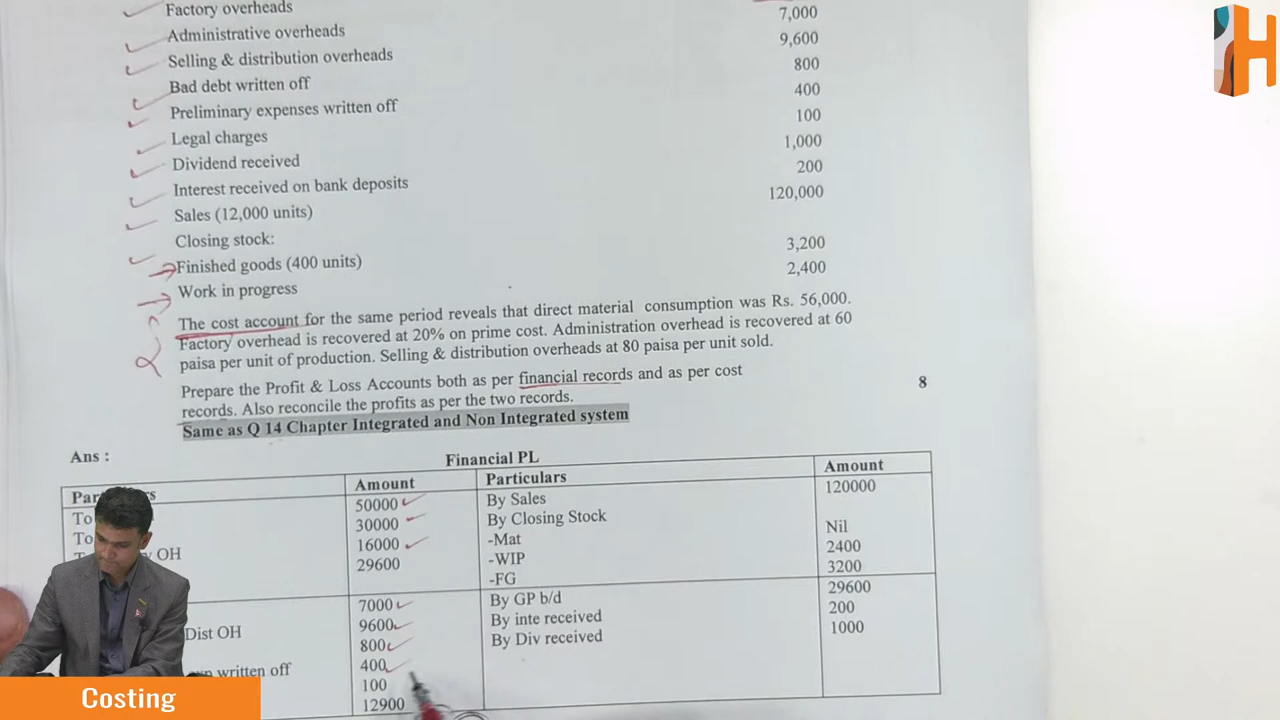 Factory overheads
Administrative overheads 7,000
Selling & distribution overheads 9,600
Bad debt written off 800
Preliminary expenses written off 400
Legal charges 100
Dividend received 1,000
Interest received on bank deposits 200
Sales (12,000 units) 120,000
Closing stock:
Finished goods (400 units) 3,200
Work in progress 2,400
The cost account for the same period reveals that direct material consumption was Rs. 56,000.
Factory overhead is recovered at 20% on prime cost. Administration overhead is recovered at 60
paisa per unit of production. Selling & distribution overheads at 80 paisa per unit sold.
Prepare the Profit & Loss Accounts both as per financial records and as per cost
records. Also reconcile the profits as per the two records. 8
Same as Q 14 Chapter Integrated and Non Integrated system
Ans :
Financial PL
Amount Particulars Amount
To 50000 By Sales 120000
To 30000 By Closing Stock
OH 16000 -Mat Nil
29600 -WIP 2400
-FG 3200
7000 By GP b/d 29600
Dist OH 9600 By inte received 200
800 By Div received 1000
written off 400
100
12900
Costing
H